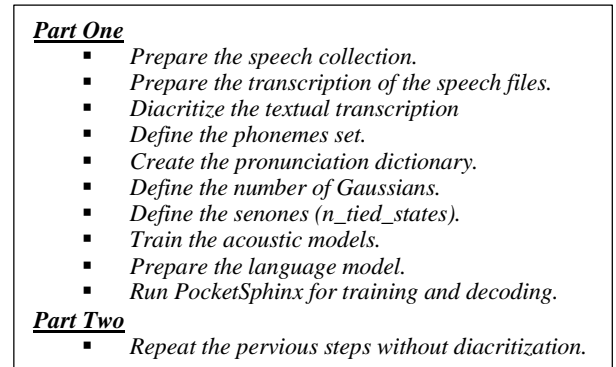 Part One
▪ Prepare the speech collection.
▪ Prepare the transcription of the speech files.
▪ Diacritize the textual transcription
▪ Define the phonemes set.
▪ Create the pronunciation dictionary.
▪ Define the number of Gaussians.
▪ Define the senones (n_tied_states).
▪ Train the acoustic models.
▪ Prepare the language model.
▪ Run PocketSphinx for training and decoding.
Part Two
▪ Repeat the pervious steps without diacritization.